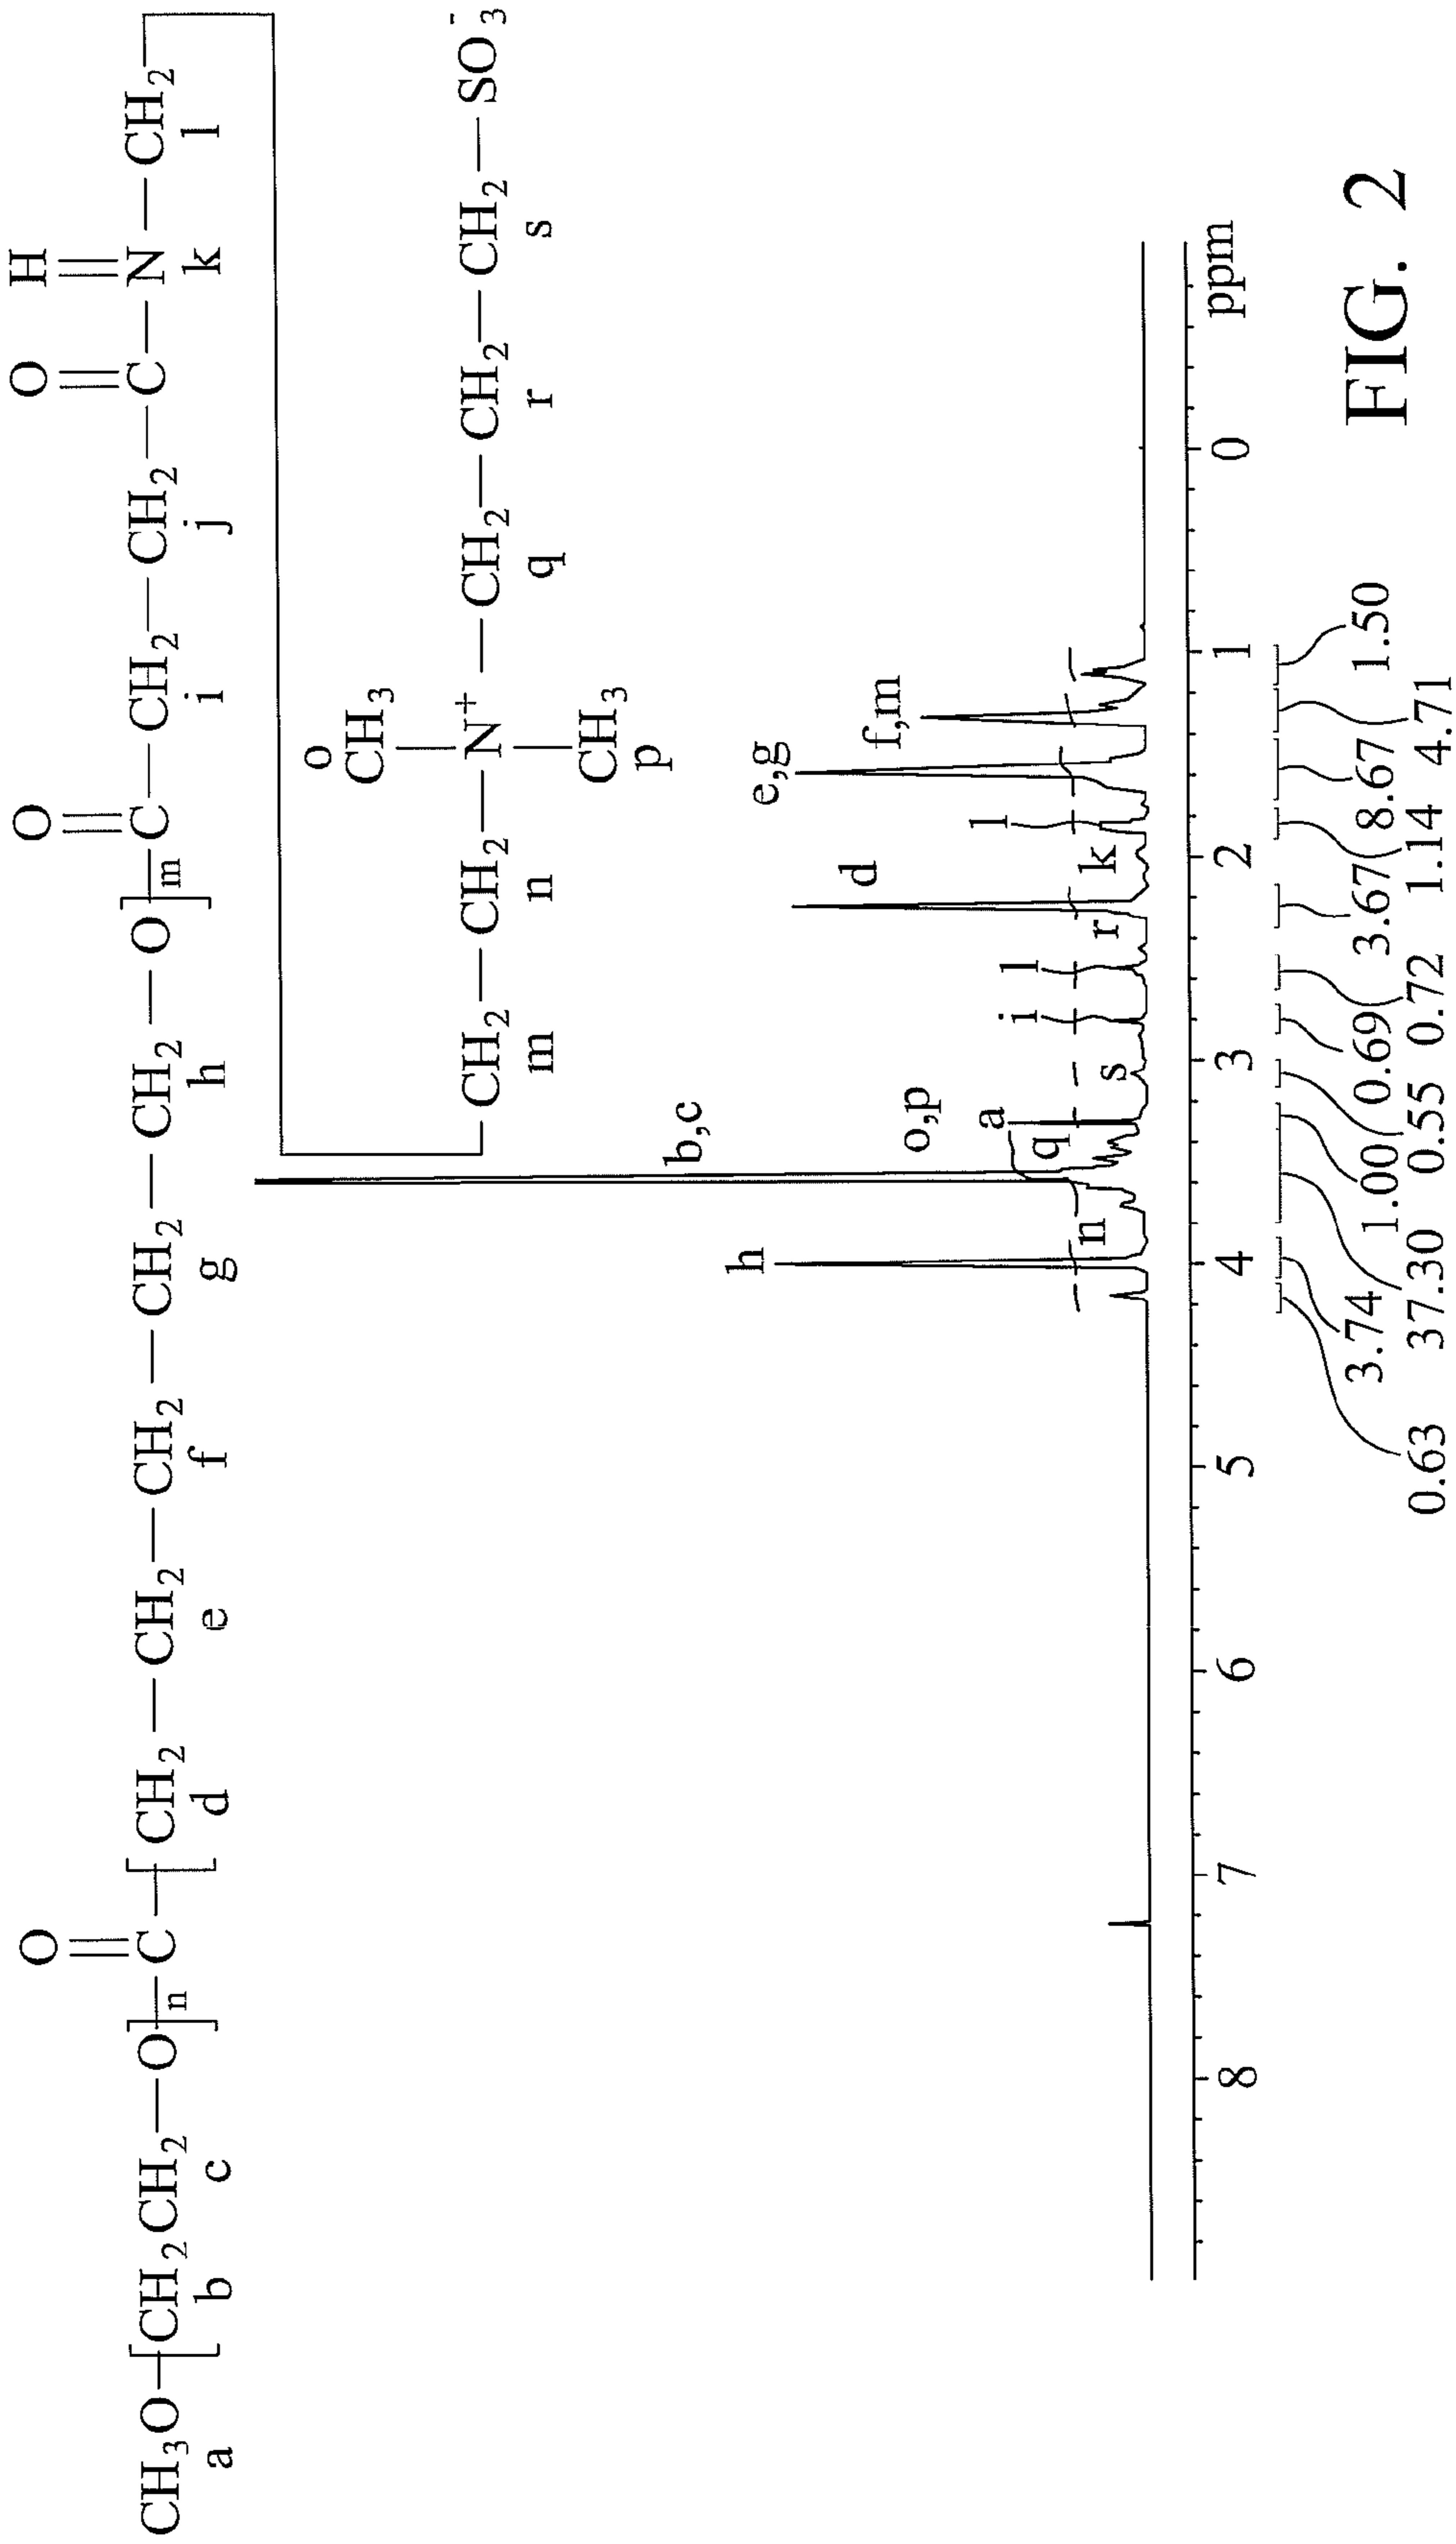 O O O H
CH3O—[CH2CH2—O]n—C—[CH2—CH2—CH2—CH2—CH2—O]m—C—CH2—CH2—C—N—CH2
a b c d e f g h i j k l
o
CH3
CH2—CH2—N+—CH2—CH2—CH2—SO3-
m n q r s
CH3
p
b,c
h
n
o,p
a
q
s
i
l
r
d
k
l
e,g
f,m
8 7 6 5 4 3 2 1 0 ppm
0.63 3.74 37.30 1.00 0.55 0.69 0.72 3.67 1.14 8.67 4.71 1.50
FIG. 2